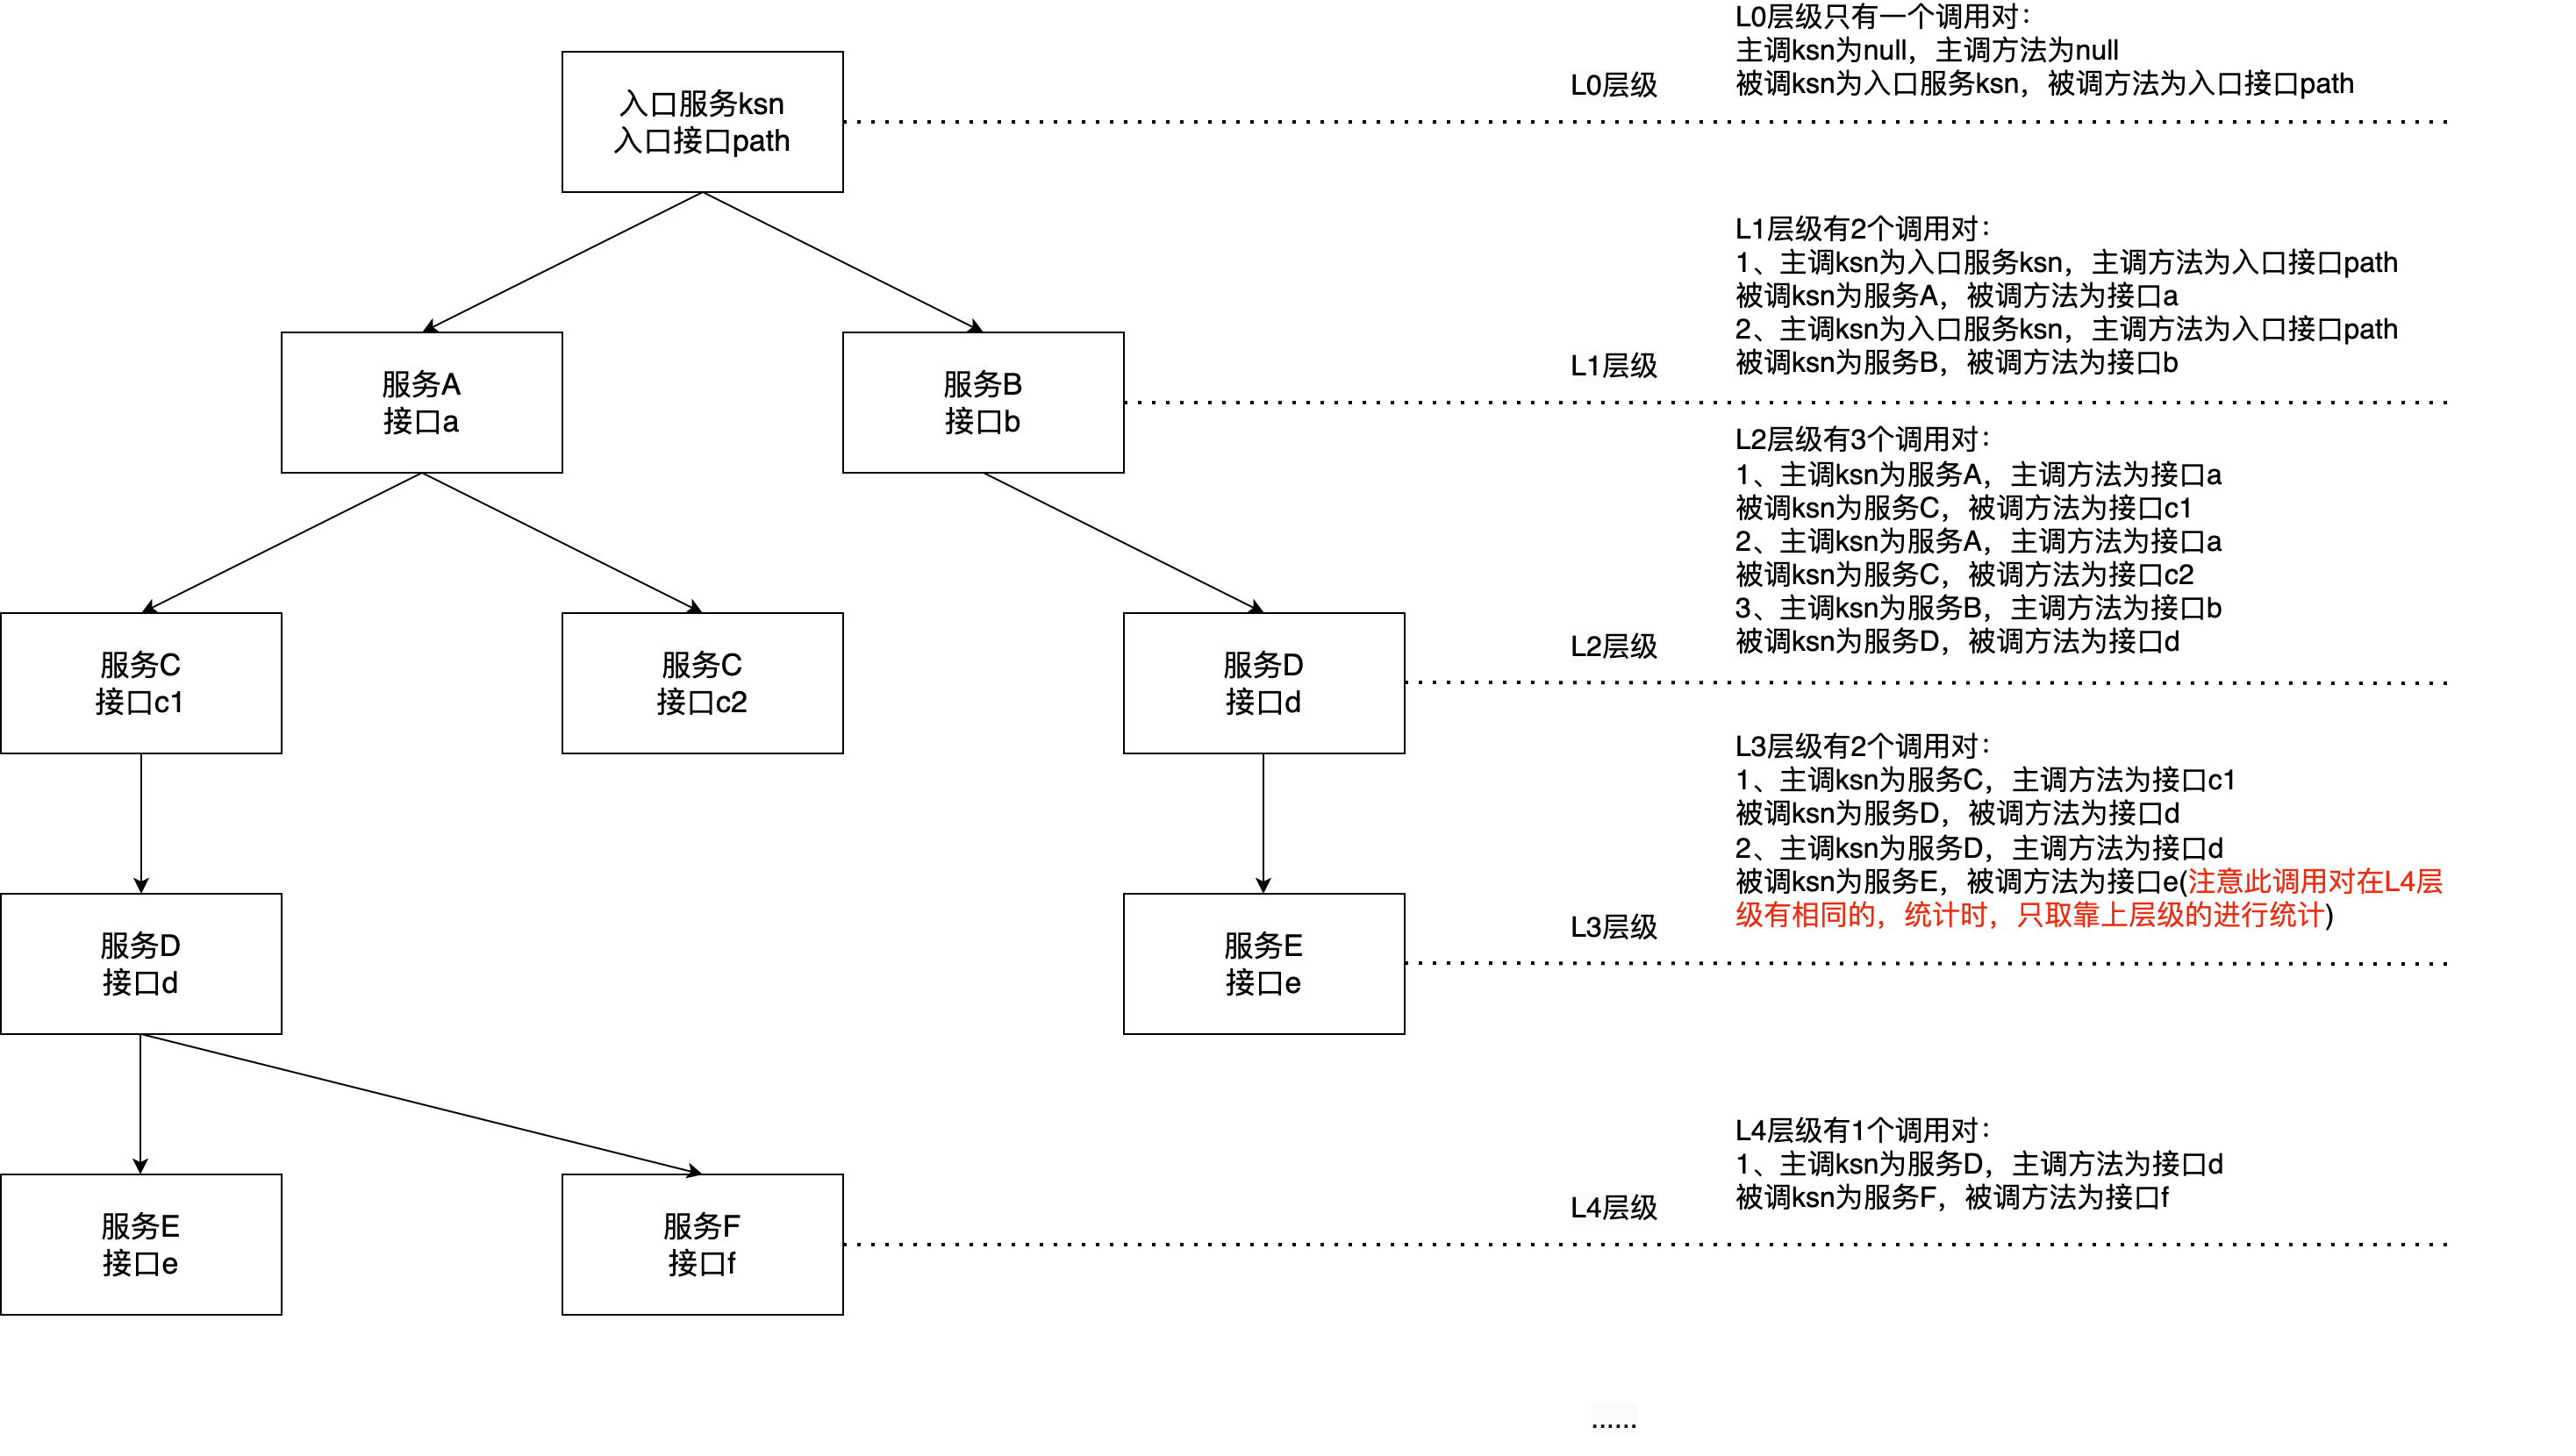 L0层级只有一个调用对：
主调ksn为null，主调方法为null
被调ksn为入口服务ksn，被调方法为入口接口path
L0层级
入口服务ksn
入口接口path
L1层级有2个调用对：
1、主调ksn为入口服务ksn，主调方法为入口接口path
被调ksn为服务A，被调方法为接口a
2、主调ksn为入口服务ksn，主调方法为入口接口path
被调ksn为服务B，被调方法为接口b
L1层级
服务A
接口a
服务B
接口b
L2层级有3个调用对：
1、主调ksn为服务A，主调方法为接口a
被调ksn为服务C，被调方法为接口c1
2、主调ksn为服务A，主调方法为接口a
被调ksn为服务C，被调方法为接口c2
3、主调ksn为服务B，主调方法为接口b
被调ksn为服务D，被调方法为接口d
L2层级
服务C
接口c1
服务C
接口c2
服务D
接口d
L3层级有2个调用对：
1、主调ksn为服务C，主调方法为接口c1
被调ksn为服务D，被调方法为接口d
2、主调ksn为服务D，主调方法为接口d
被调ksn为服务E，被调方法为接口e(注意此调用对在L4层
级有相同的，统计时，只取靠上层级的进行统计)
L3层级
服务D
接口d
服务E
接口e
L4层级有1个调用对：
1、主调ksn为服务D，主调方法为接口d
被调ksn为服务F，被调方法为接口f
L4层级
服务E
接口e
服务F
接口f
......